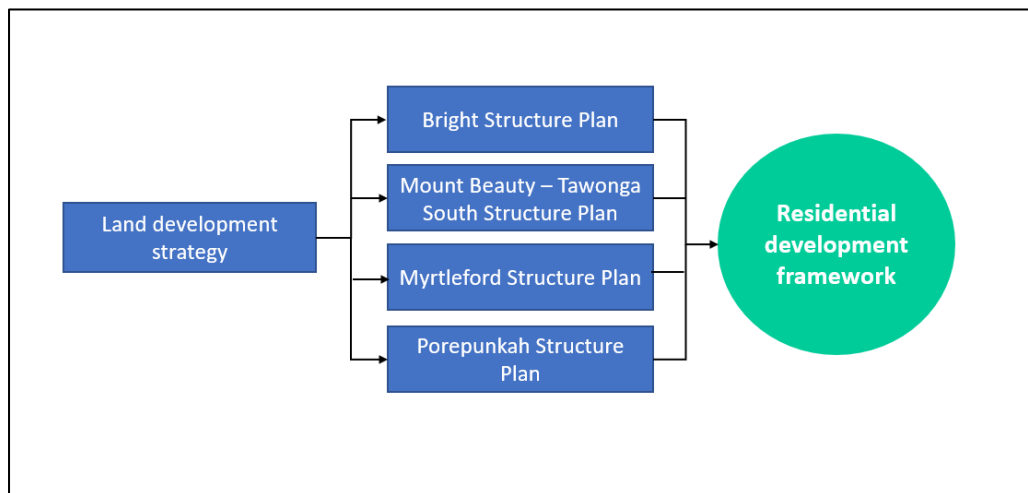 Land development
strategy
Bright Structure Plan
Mount Beauty – Tawonga
South Structure Plan
Myrtleford Structure Plan
Porepunkah Structure
Plan
Residential
development
framework